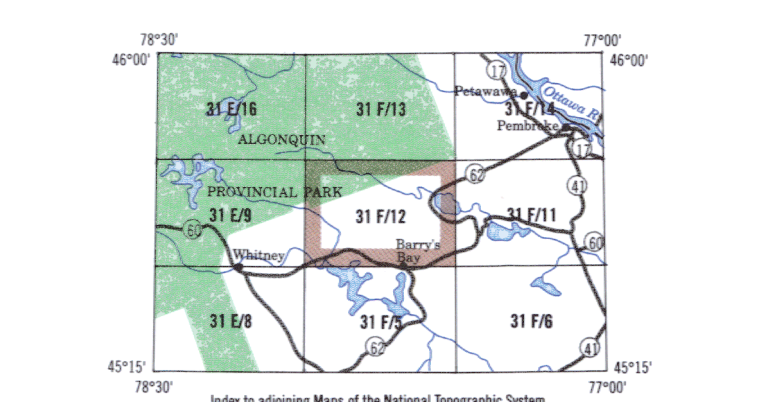 78°30'
77°00'
46°00'
46°00'
17
Petawawa
Ottawa R
31 E/16
31 F/13
31 F/14
Pembroke
ALGONQUIN
17
62
41
PROVINCIAL PARK
31 E/9
31 F/12
31 F/11
60
60
Barry's
Bay
Whitney
31 E/8
31 F/5
31 F/6
62
41
45°15'
45°15'
78°30'
77°00'
Index to adjoining Maps of the National Topographic System